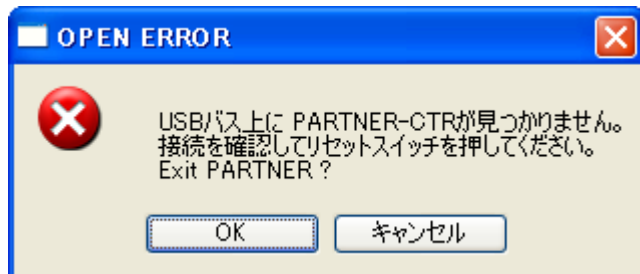 OPEN ERROR
USBバス上に PARTNER-CTRが見つかりません。
接続を確認してリセットスイッチを押してください。
Exit PARTNER ?
OK
キャンセル